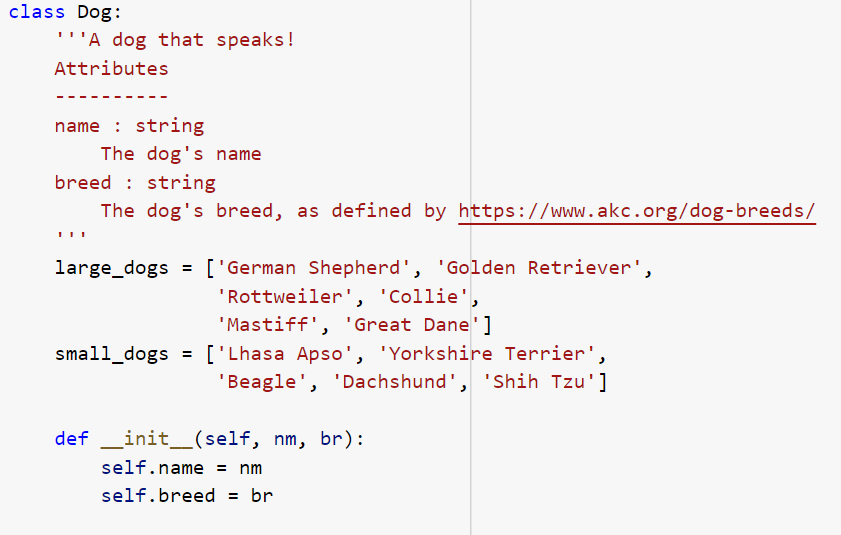 class Dog:
    '''A dog that speaks!
    Attributes
    ----------
    name : string
        The dog's name
    breed : string
        The dog's breed, as defined by https://www.akc.org/dog-breeds/
    '''
    large_dogs = ['German Shepherd', 'Golden Retriever',
                  'Rottweiler', 'Collie',
                  'Mastiff', 'Great Dane']
    small_dogs = ['Lhasa Apso', 'Yorkshire Terrier',
                  'Beagle', 'Dachshund', 'Shih Tzu']

    def __init__(self, nm, br):
        self.name = nm
        self.breed = br